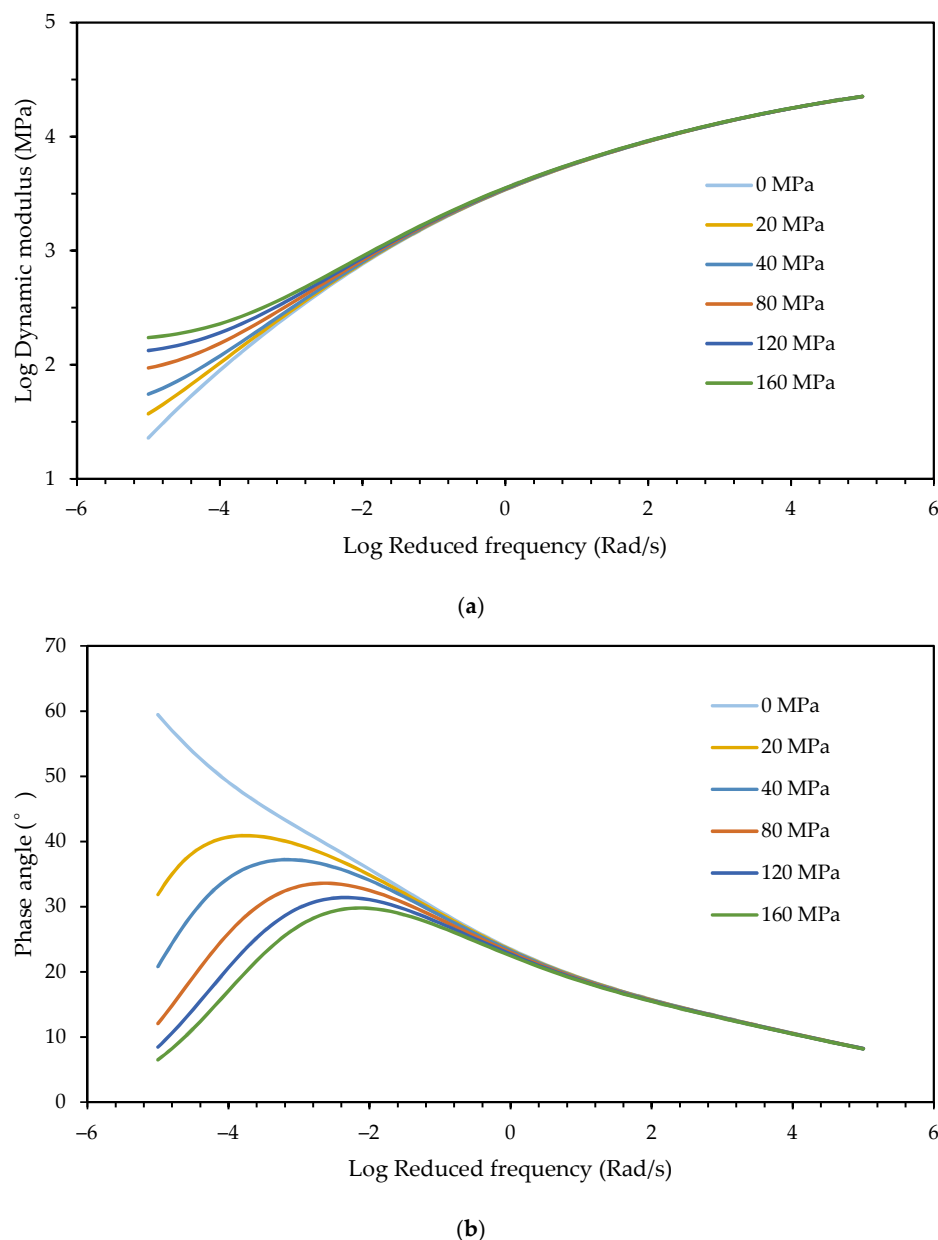 5
4
3
2
1
Log Dynamic modulus (MPa)
0 MPa
20 MPa
40 MPa
80 MPa
120 MPa
160 MPa
−6 −4 −2 0 2 4 6
Log Reduced frequency (Rad/s)
(a)
70
60
50
40
30
20
10
0
Phase angle (°)
0 MPa
20 MPa
40 MPa
80 MPa
120 MPa
160 MPa
−6 −4 −2 0 2 4 6
Log Reduced frequency (Rad/s)
(b)